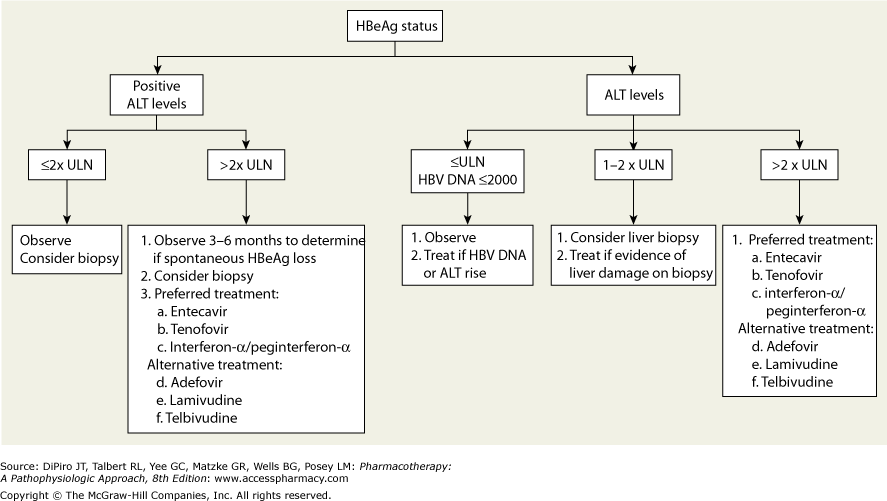 HBeAg status
Positive
ALT levels
ALT levels
≤2x ULN
>2x ULN
≤ULN
HBV DNA ≤2000
1–2 x ULN
>2 x ULN
Observe
Consider biopsy
1. Observe 3–6 months to determine
if spontaneous HBeAg loss
2. Consider biopsy
3. Preferred treatment:
a. Entecavir
b. Tenofovir
c. Interferon-α/peginterferon-α
Alternative treatment:
d. Adefovir
e. Lamivudine
f. Telbivudine
1. Observe
2. Treat if HBV DNA
or ALT rise
1. Consider liver biopsy
2. Treat if evidence of
liver damage on biopsy
1. Preferred treatment:
a. Entecavir
b. Tenofovir
c. interferon-α/
peginterferon-α
Alternative treatment:
d. Adefovir
e. Lamivudine
f. Telbivudine
Source: DiPiro JT, Talbert RL, Yee GC, Matzke GR, Wells BG, Posey LM: Pharmacotherapy:
A Pathophysiologic Approach, 8th Edition: www.accesspharmacy.com
Copyright © The McGraw-Hill Companies, Inc. All rights reserved.